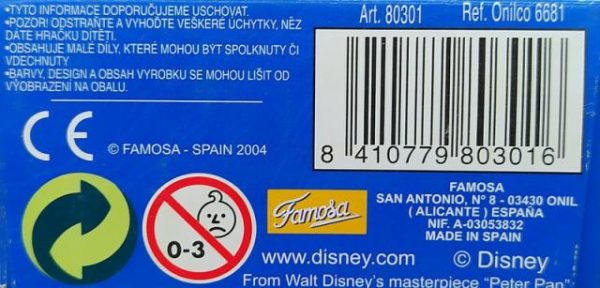 •TYTO INFORMACE DOPORUČUJEME USCHOVAT.
•POZOR! ODSTRAŇTE A VYHOĎTE VEŠKERÉ ÚCHYTKY, NĚŽ
DÁTE HRAČKU DÍTĚTI.
•OBSAHUJE MALÉ DÍLY, KTERÉ MOHOU BÝT SPOLKNUTY ČI
VDECHNUTY
•BARVY, DESIGN A OBSAH VÝROBKU SE MOHOU LIŠIT OD
VYOBRAZENÍ NA OBALU.
Art. 80301 Ref. Onilco 6681
8 410779 803016
CE
© FAMOSA - SPAIN 2004
0-3
Famosa
FAMOSA
SAN ANTONIO, Nº 8 - 03430 ONIL
( ALICANTE ) ESPAÑA
NIF. A-03053832
MADE IN SPAIN
www.disney.com © Disney
From Walt Disney's masterpiece "Peter Pan"